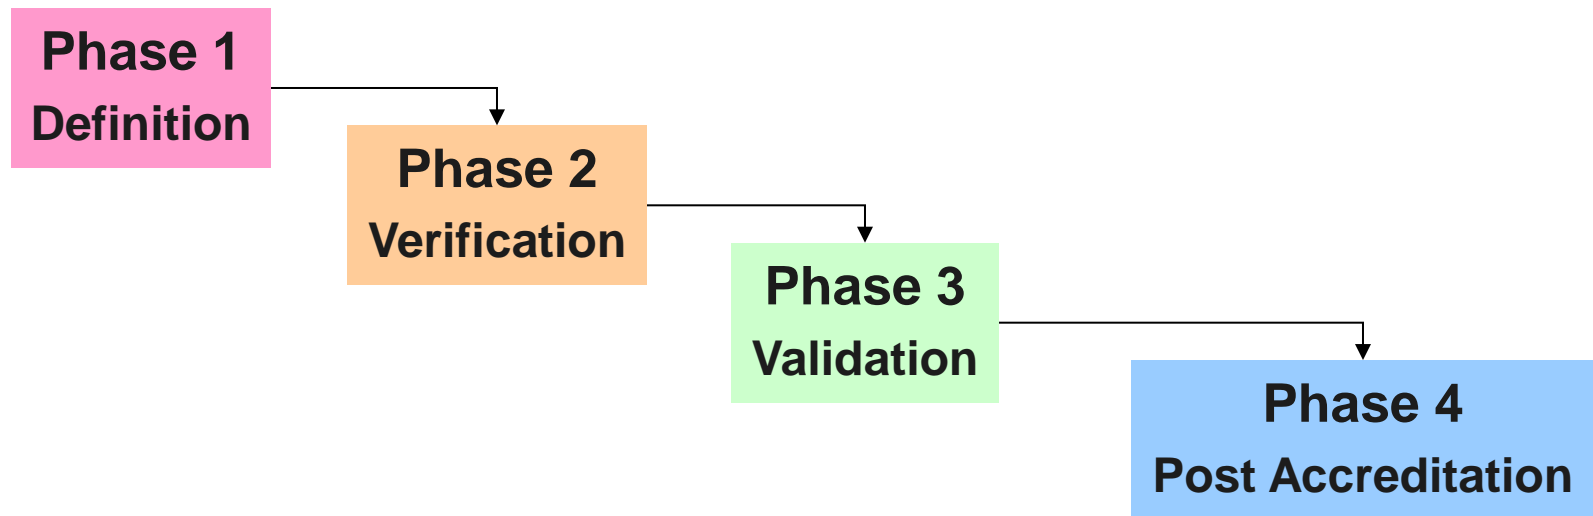 Phase 1
Definition
Phase 2
Verification
Phase 3
Validation
Phase 4
Post Accreditation